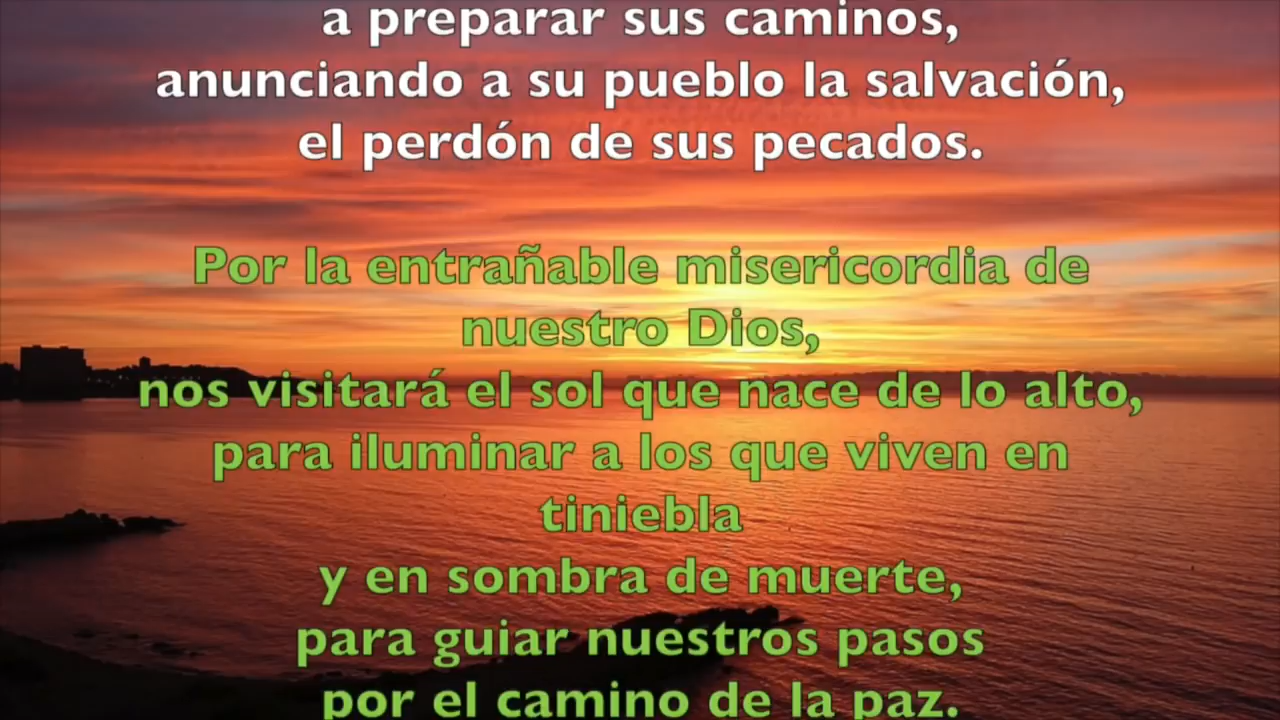 a preparar sus caminos,
anunciando a su pueblo la salvación,
el perdón de sus pecados.
Por la entrañable misericordia de
nuestro Dios,
nos visitará el sol que nace de lo alto,
para iluminar a los que viven en
tiniebla
y en sombra de muerte,
para guiar nuestros pasos
por el camino de la paz.